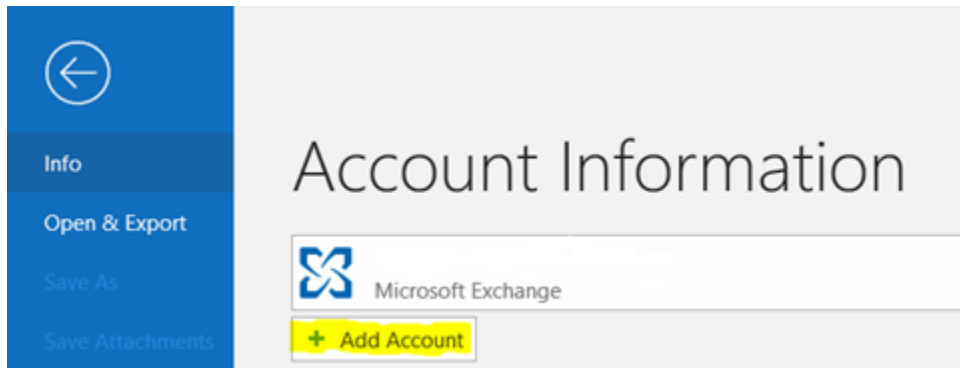 Info
Open & Export
Save As
Save Attachments
Account Information
Microsoft Exchange
+ Add Account